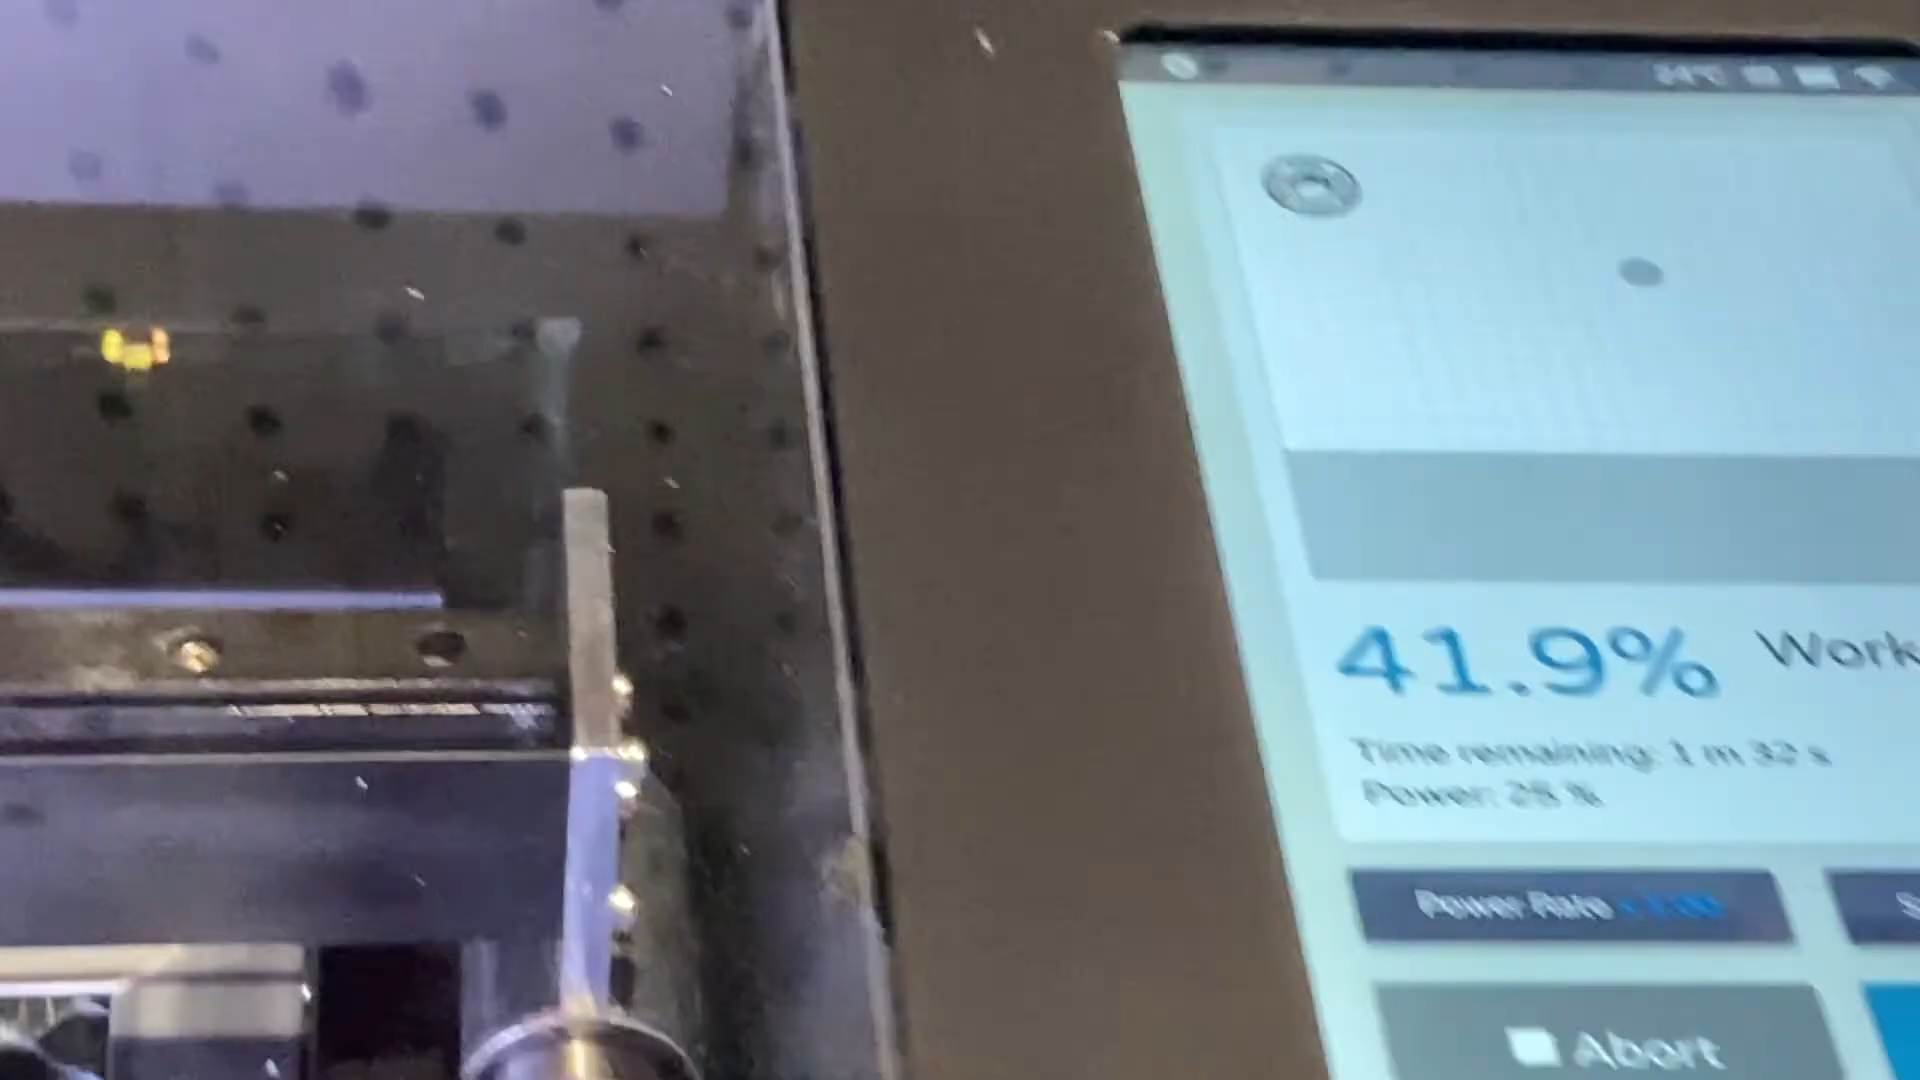 41.9%
Work
Time remaining: 1 m 32 s
Power: 28 %
Power Rate
Abort